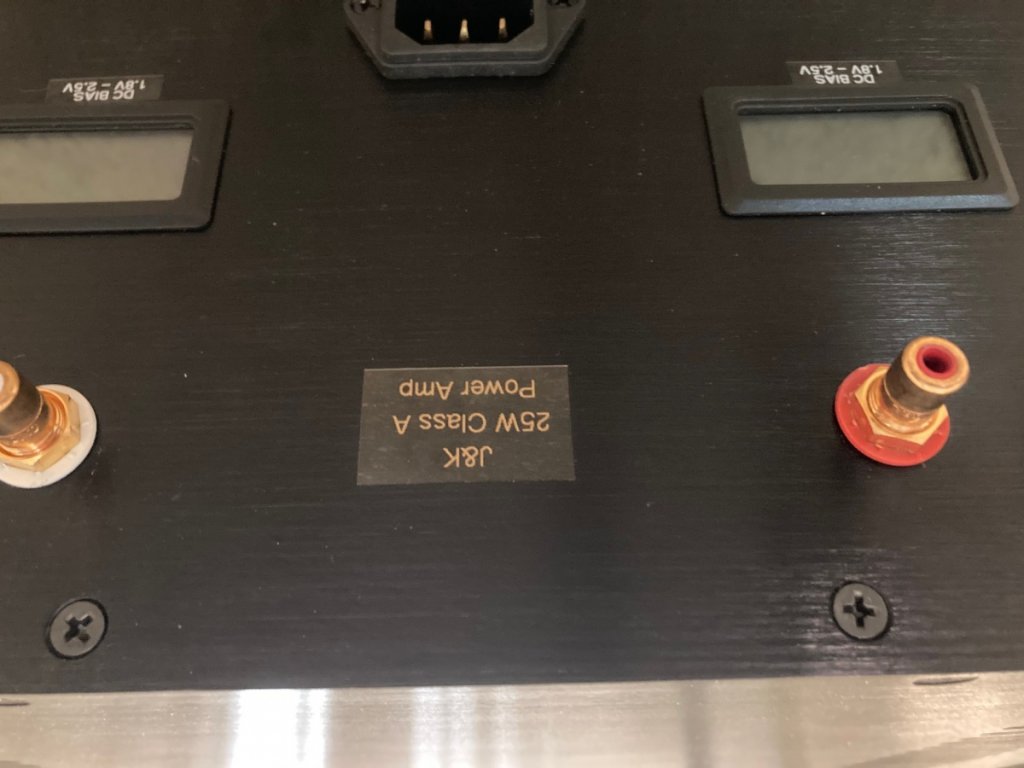 J&K
25W Class A
Power Amp
DC BIAS
1.8V – 2.5V
DC BIAS
1.8V – 2.5V